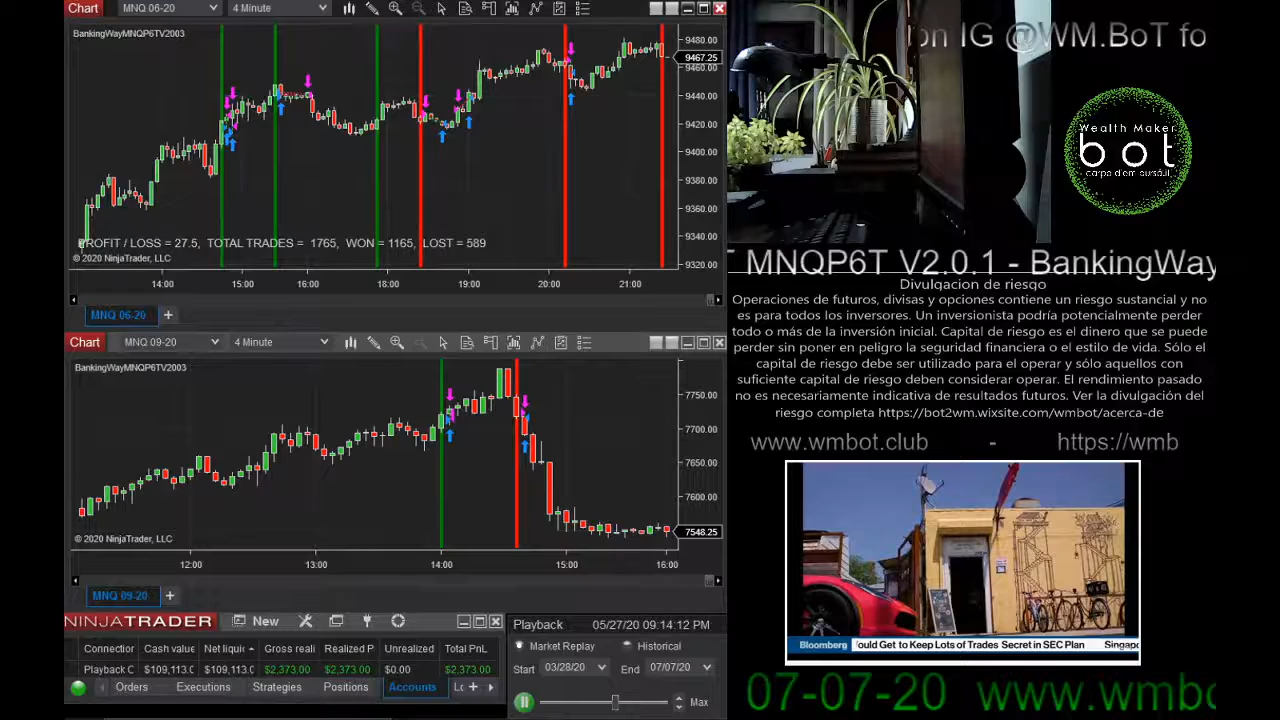 Chart MNQ 06-20 4 Minute
BankingWayMNQP6TV2003
9480.00
9467.25
9460.00
9440.00
9420.00
9400.00
9380.00
9360.00
9340.00
9320.00
PROFIT / LOSS = 27.5, TOTAL TRADES = 1765, WON = 1165, LOST = 589
© 2020 NinjaTrader, LLC
14:00 15:00 16:00 18:00 19:00 20:00 21:00
MNQ 06-20 +
Chart MNQ 09-20 4 Minute
BankingWayMNQP6TV2003
7750.00
7700.00
7650.00
7600.00
7548.25
© 2020 NinjaTrader, LLC
12:00 13:00 14:00 15:00 16:00
MNQ 09-20 +
NINJATRADER New
Connection Cash value Net liquid Gross reali Realized P Unrealized Total PnL
Playback C $109,113.0 $109,113.0 $2,373.00 $2,373.00 $0.00 $2,373.00
Orders Executions Strategies Positions Accounts Lo +
Playback 05/27/20 09:14:12 PM
Market Replay Historical
Start 03/28/20 End 07/07/20
Max
on IG @WM.BoT fo
Wealth Maker
bot
T MNQP6T V2.0.1 - BankingWay
Divulgacion de riesgo
Operaciones de futuros, divisas y opciones contiene un riesgo sustancial y no
es para todos los inversores. Un inversionista podría potencialmente perder
todo o más de la inversión inicial. Capital de riesgo es el dinero que se puede
perder sin poner en peligro la seguridad financiera o el estilo de vida. Sólo el
capital de riesgo debe ser utilizado para el operar y sólo aquellos con
suficiente capital de riesgo deben considerar operar. El rendimiento pasado
no es necesariamente indicativa de resultados futuros. Ver la divulgación del
riesgo completa https://bot2wm.wixsite.com/wmbot/acerca-de
www.wmbot.club - https://wmb
Bloomberg ould Get to Keep Lots of Trades Secret in SEC Plan Singapo
07-07-20 www.wmbo